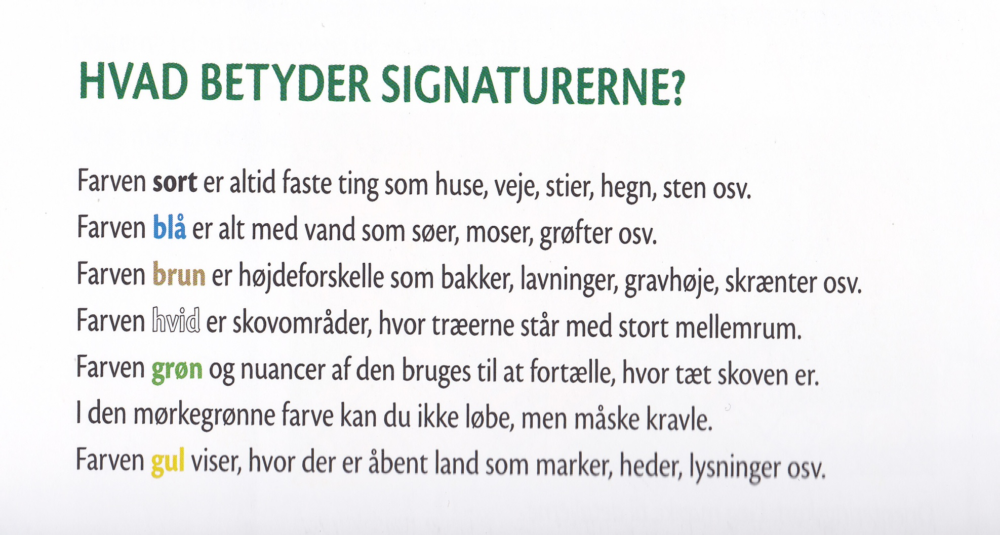 HVAD BETYDER SIGNATURERNE?
Farven sort er altid faste ting som huse, veje, stier, hegn, sten osv.
Farven blå er alt med vand som søer, moser, grøfter osv.
Farven brun er højdeforskelle som bakker, lavninger, gravhøje, skrænter osv.
Farven hvid er skovområder, hvor træerne står med stort mellemrum.
Farven grøn og nuancer af den bruges til at fortælle, hvor tæt skoven er.
I den mørkegrønne farve kan du ikke løbe, men måske kravle.
Farven gul viser, hvor der er åbent land som marker, heder, lysninger osv.